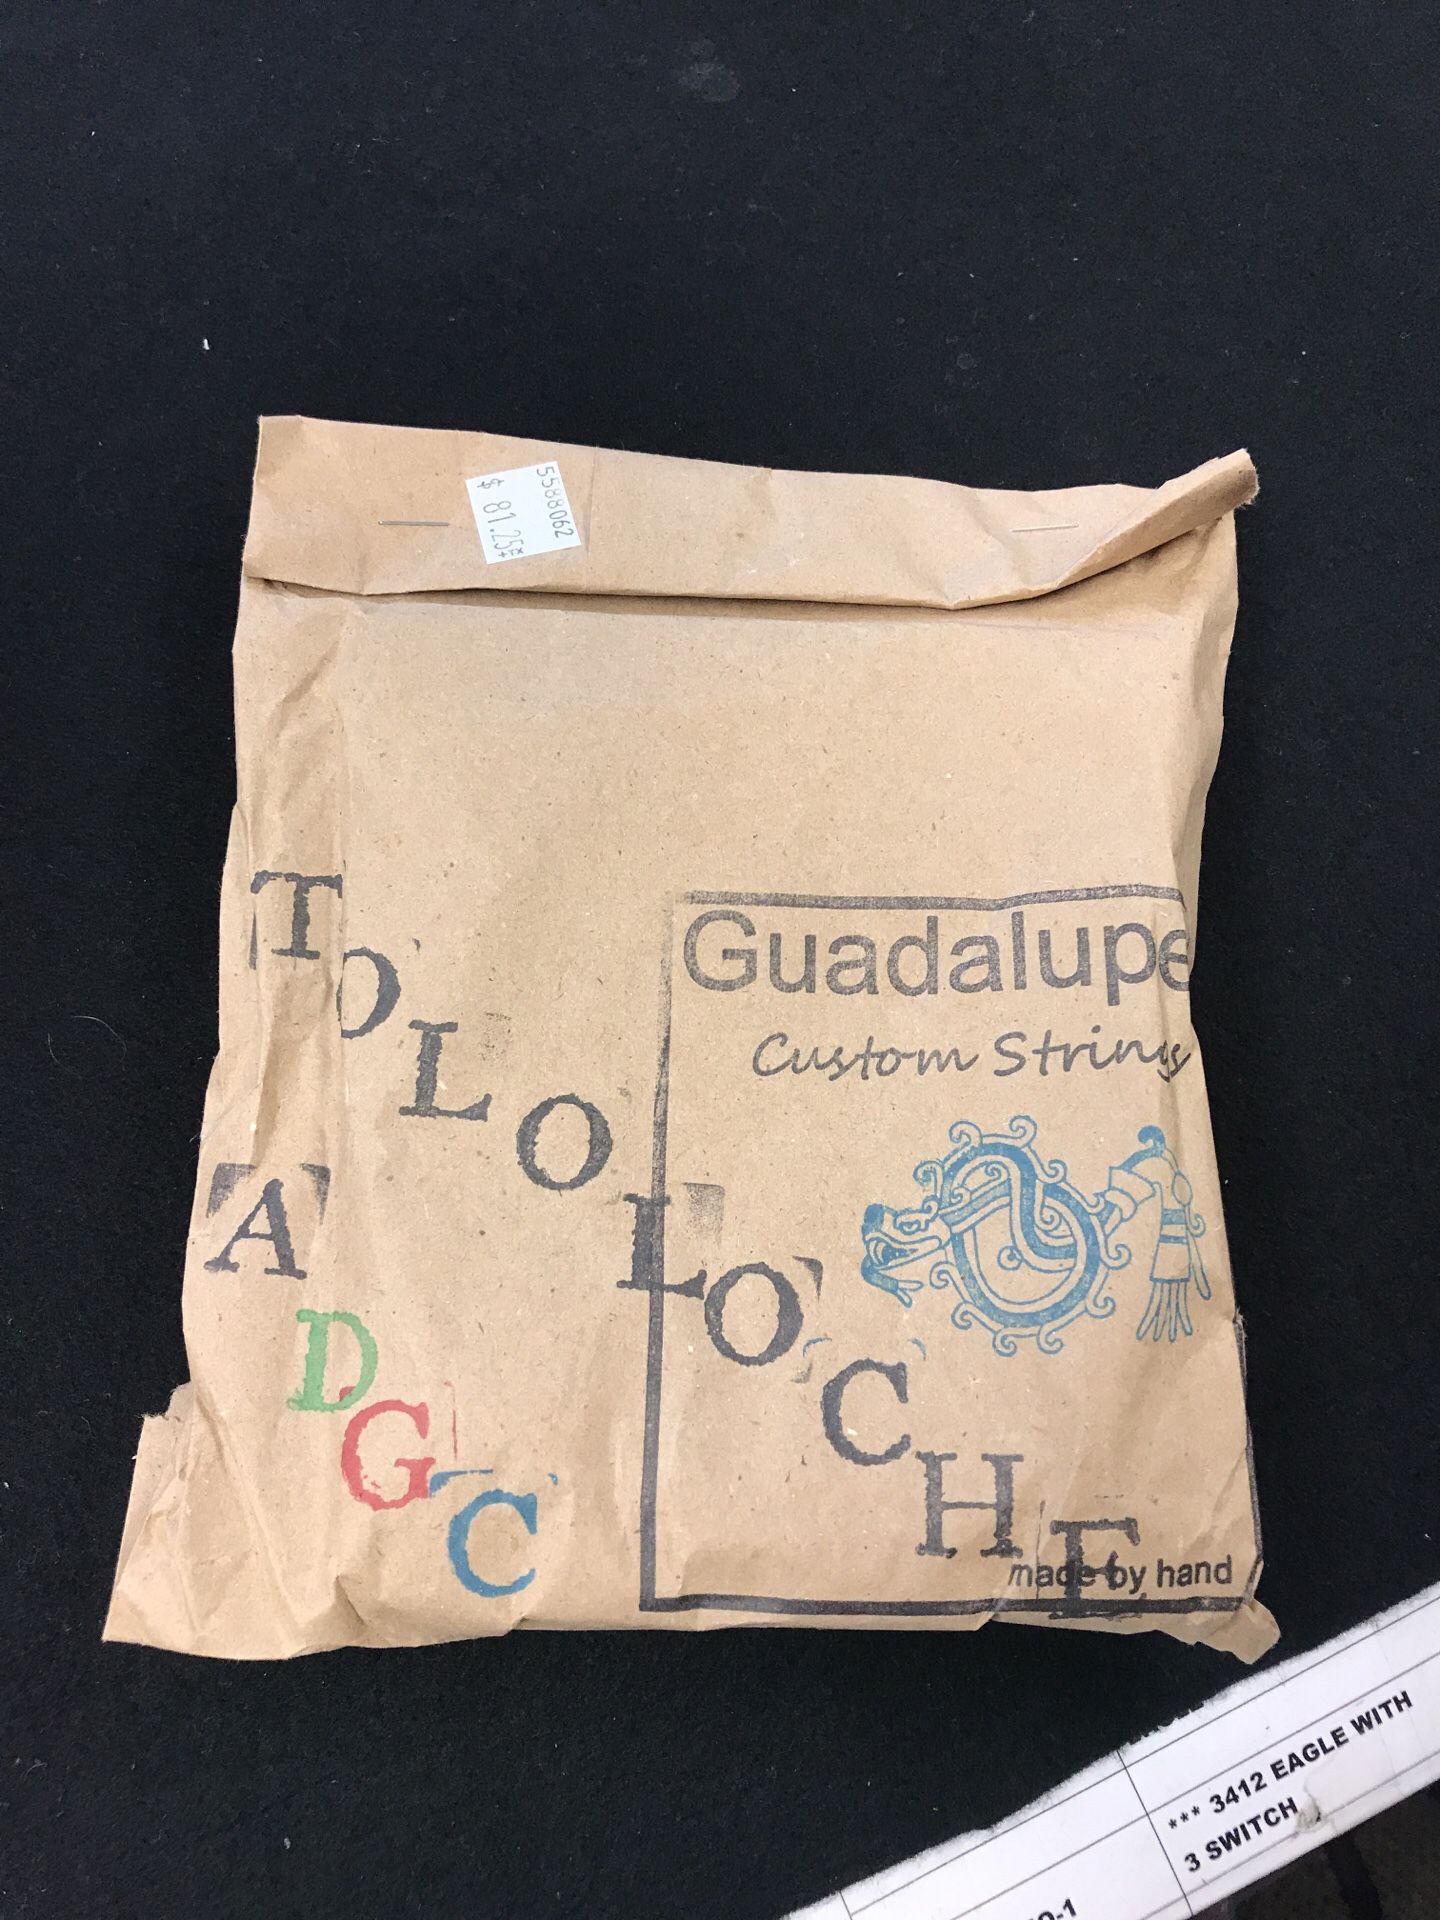 5588062
$ 81.25
TOLOLOCHE
A
D
G
C
Guadalupe
Custom Strings
made by hand
*** 3412 EAGLE WITH
3 SWITCH